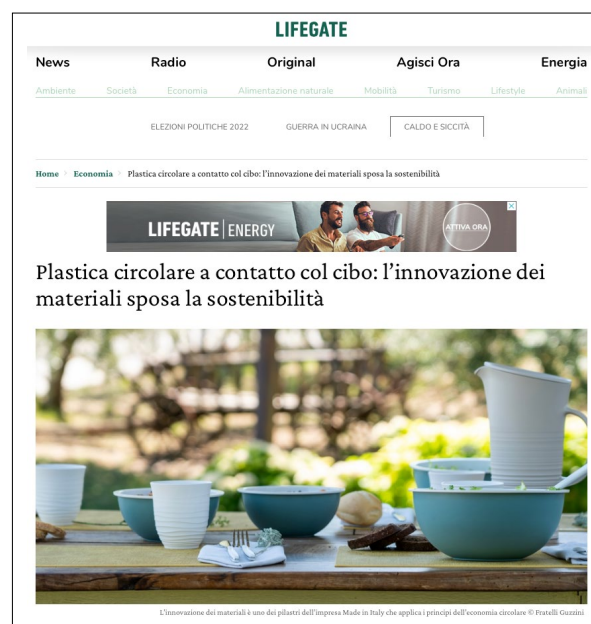 LIFEGATE
News Radio Original Agisci Ora Energia
Ambiente Società Economia Alimentazione naturale Mobilità Turismo Lifestyle Animali
ELEZIONI POLITICHE 2022 GUERRA IN UCRAINA CALDO E SICCITÀ
Home Economia Plastica circolare a contatto col cibo: l'innovazione dei materiali sposa la sostenibilità
LIFEGATE | ENERGY ATTIVA ORA
Plastica circolare a contatto col cibo: l'innovazione dei
materiali sposa la sostenibilità
L'innovazione dei materiali è uno dei pilastri dell'impresa Made in Italy che applica i principi dell'economia circolare © Fratelli Guzzini